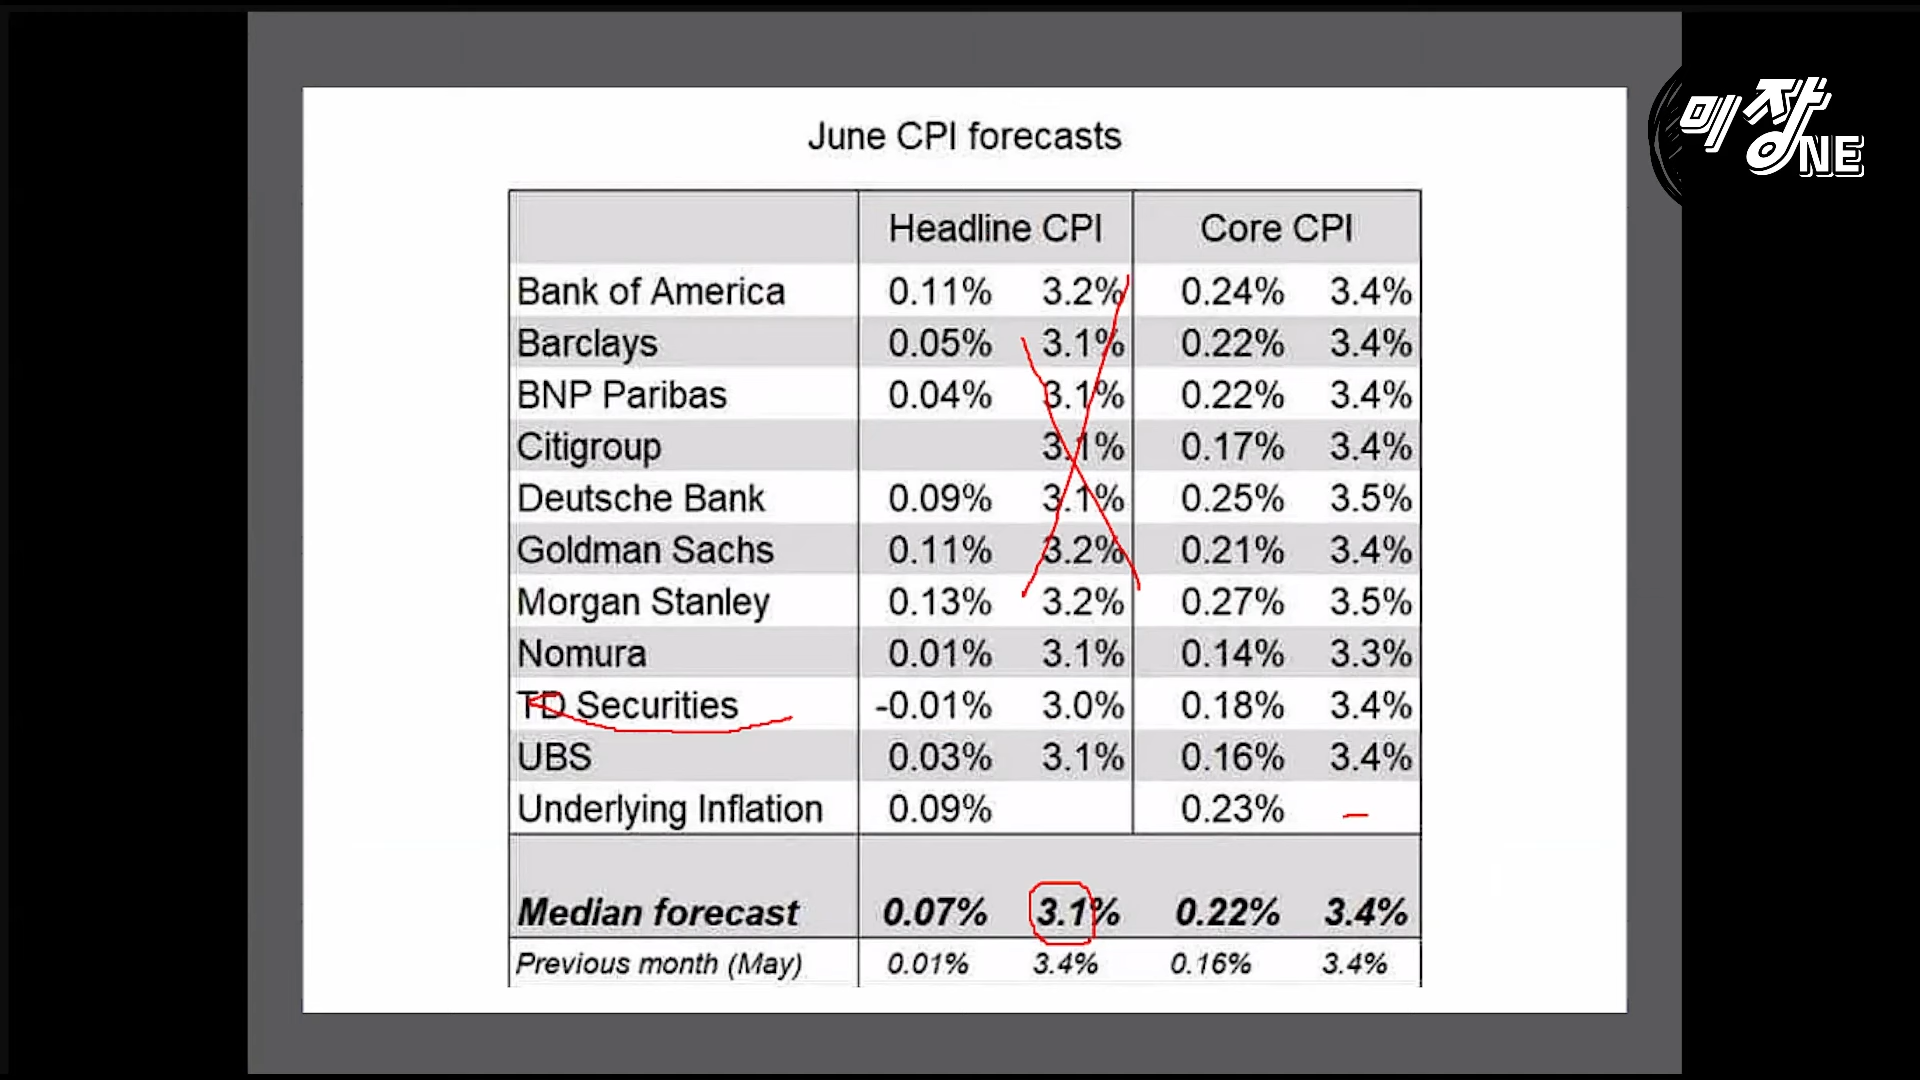 미장NE
June CPI forecasts
Headline CPI Core CPI
Bank of America 0.11% 3.2% 0.24% 3.4%
Barclays 0.05% 3.1% 0.22% 3.4%
BNP Paribas 0.04% 3.1% 0.22% 3.4%
Citigroup 3.1% 0.17% 3.4%
Deutsche Bank 0.09% 3.1% 0.25% 3.5%
Goldman Sachs 0.11% 3.2% 0.21% 3.4%
Morgan Stanley 0.13% 3.2% 0.27% 3.5%
Nomura 0.01% 3.1% 0.14% 3.3%
TD Securities -0.01% 3.0% 0.18% 3.4%
UBS 0.03% 3.1% 0.16% 3.4%
Underlying Inflation 0.09% 0.23%
Median forecast 0.07% 3.1% 0.22% 3.4%
Previous month (May) 0.01% 3.4% 0.16% 3.4%